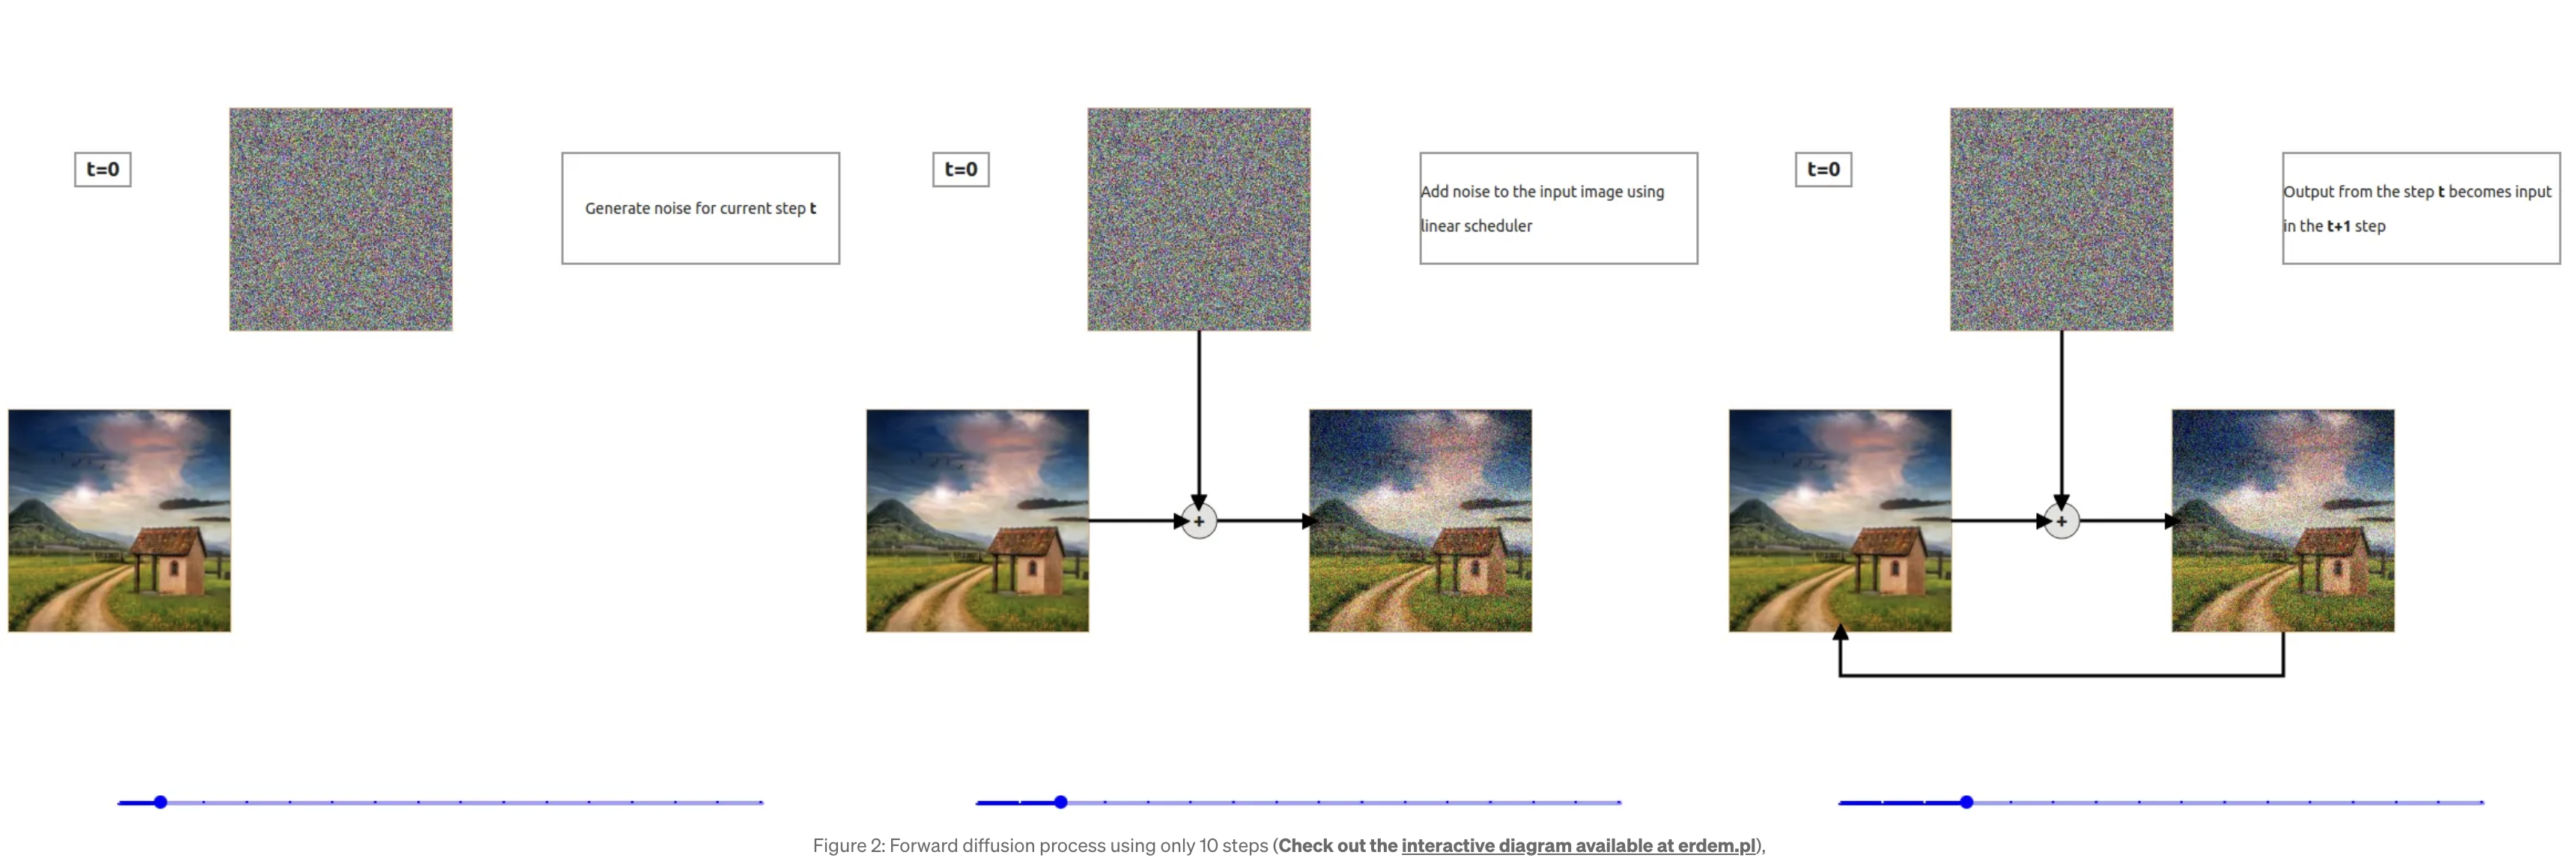 t=0
Generate noise for current step t
t=0
Add noise to the input image using
linear scheduler
t=0
Output from the step t becomes input
in the t+1 step
+
+
Figure 2: Forward diffusion process using only 10 steps (Check out the interactive diagram available at erdem.pl),